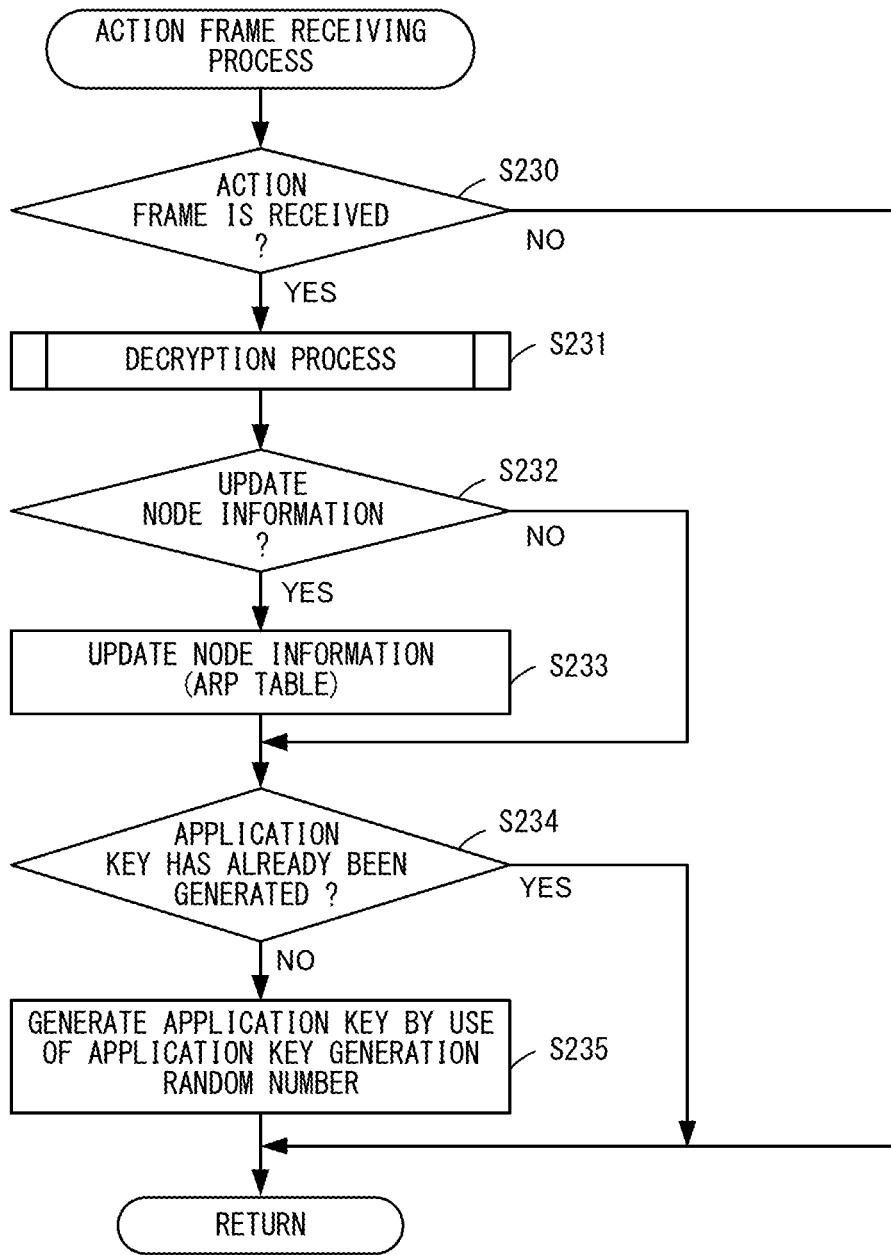 ACTION FRAME RECEIVING
PROCESS
S230
ACTION
FRAME IS RECEIVED
?
NO
YES
DECRYPTION PROCESS
S231
S232
UPDATE
NODE INFORMATION
?
NO
YES
UPDATE NODE INFORMATION
(ARP TABLE)
S233
S234
APPLICATION
KEY HAS ALREADY BEEN
GENERATED ?
YES
NO
GENERATE APPLICATION KEY BY USE
OF APPLICATION KEY GENERATION
RANDOM NUMBER
S235
RETURN